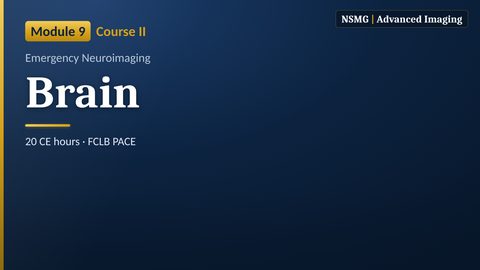 NSMG | Advanced Imaging
Module 9 Course II
Emergency Neuroimaging
Brain
20 CE hours · FCLB PACE